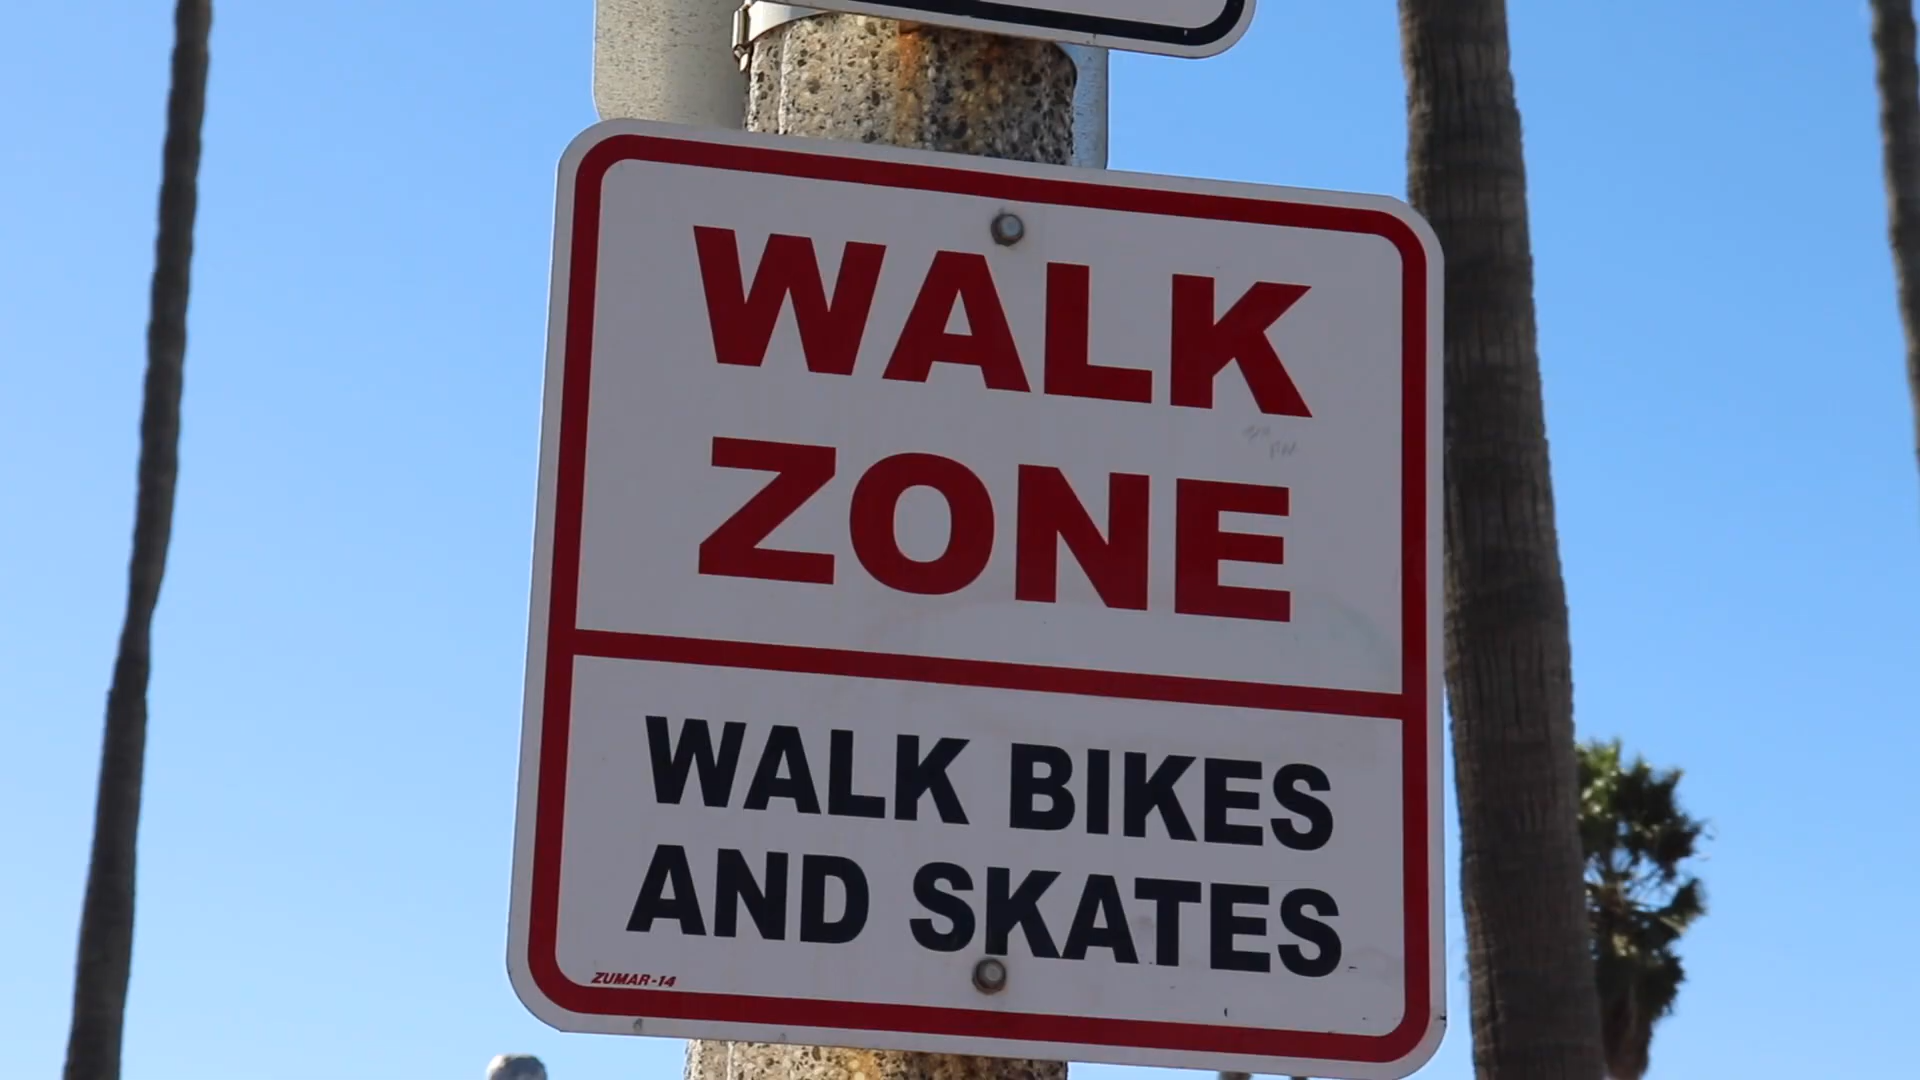 WALK
ZONE
WALK BIKES
AND SKATES
ZUMAR-14